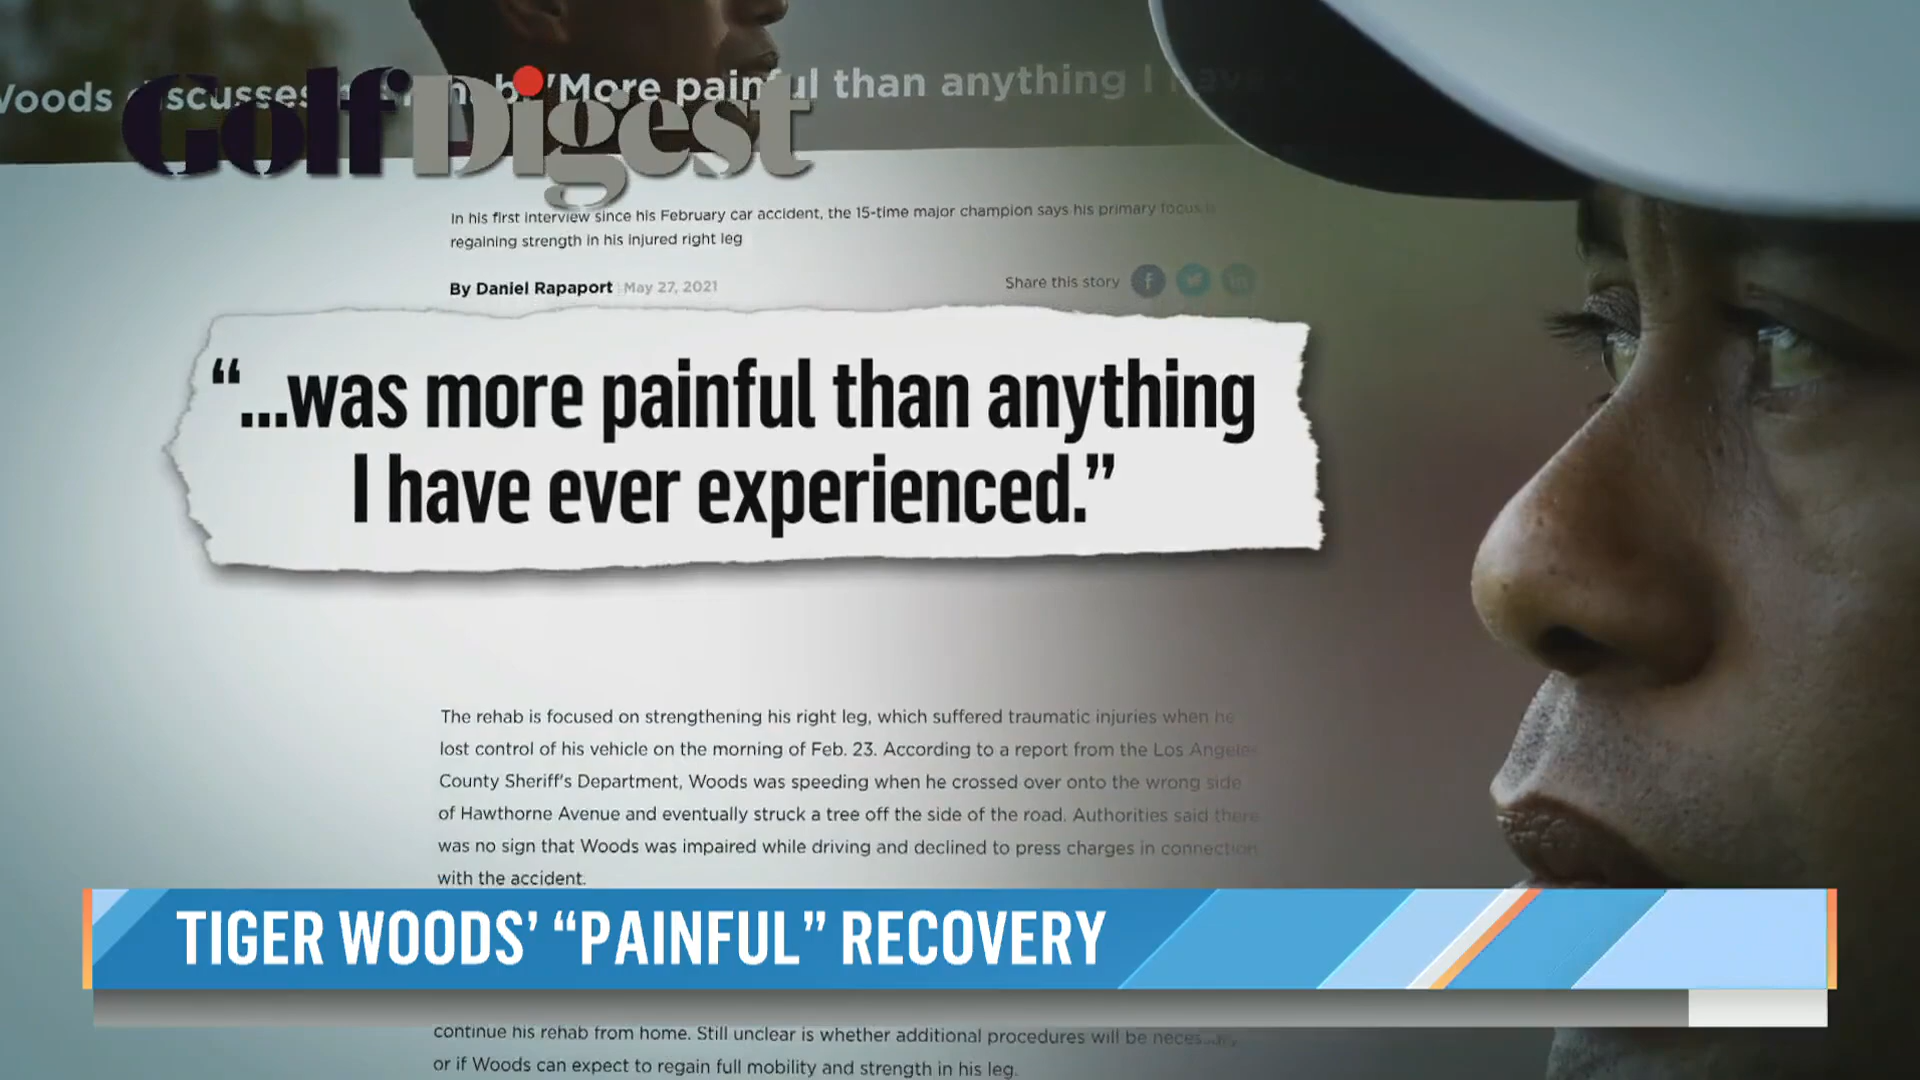 Woods discusses 'More painful than anything I have
Golf Digest
In his first interview since his February car accident, the 15-time major champion says his primary focus is
regaining strength in his injured right leg
By Daniel Rapaport May 27, 2021
Share this story
“...was more painful than anything
I have ever experienced.”
The rehab is focused on strengthening his right leg, which suffered traumatic injuries when he
lost control of his vehicle on the morning of Feb. 23. According to a report from the Los Angeles
County Sheriff's Department, Woods was speeding when he crossed over onto the wrong side
of Hawthorne Avenue and eventually struck a tree off the side of the road. Authorities said there
was no sign that Woods was impaired while driving and declined to press charges in connection
with the accident.
TIGER WOODS’ “PAINFUL” RECOVERY
continue his rehab from home. Still unclear is whether additional procedures will be
or if Woods can expect to regain full mobility and strength in his leg.